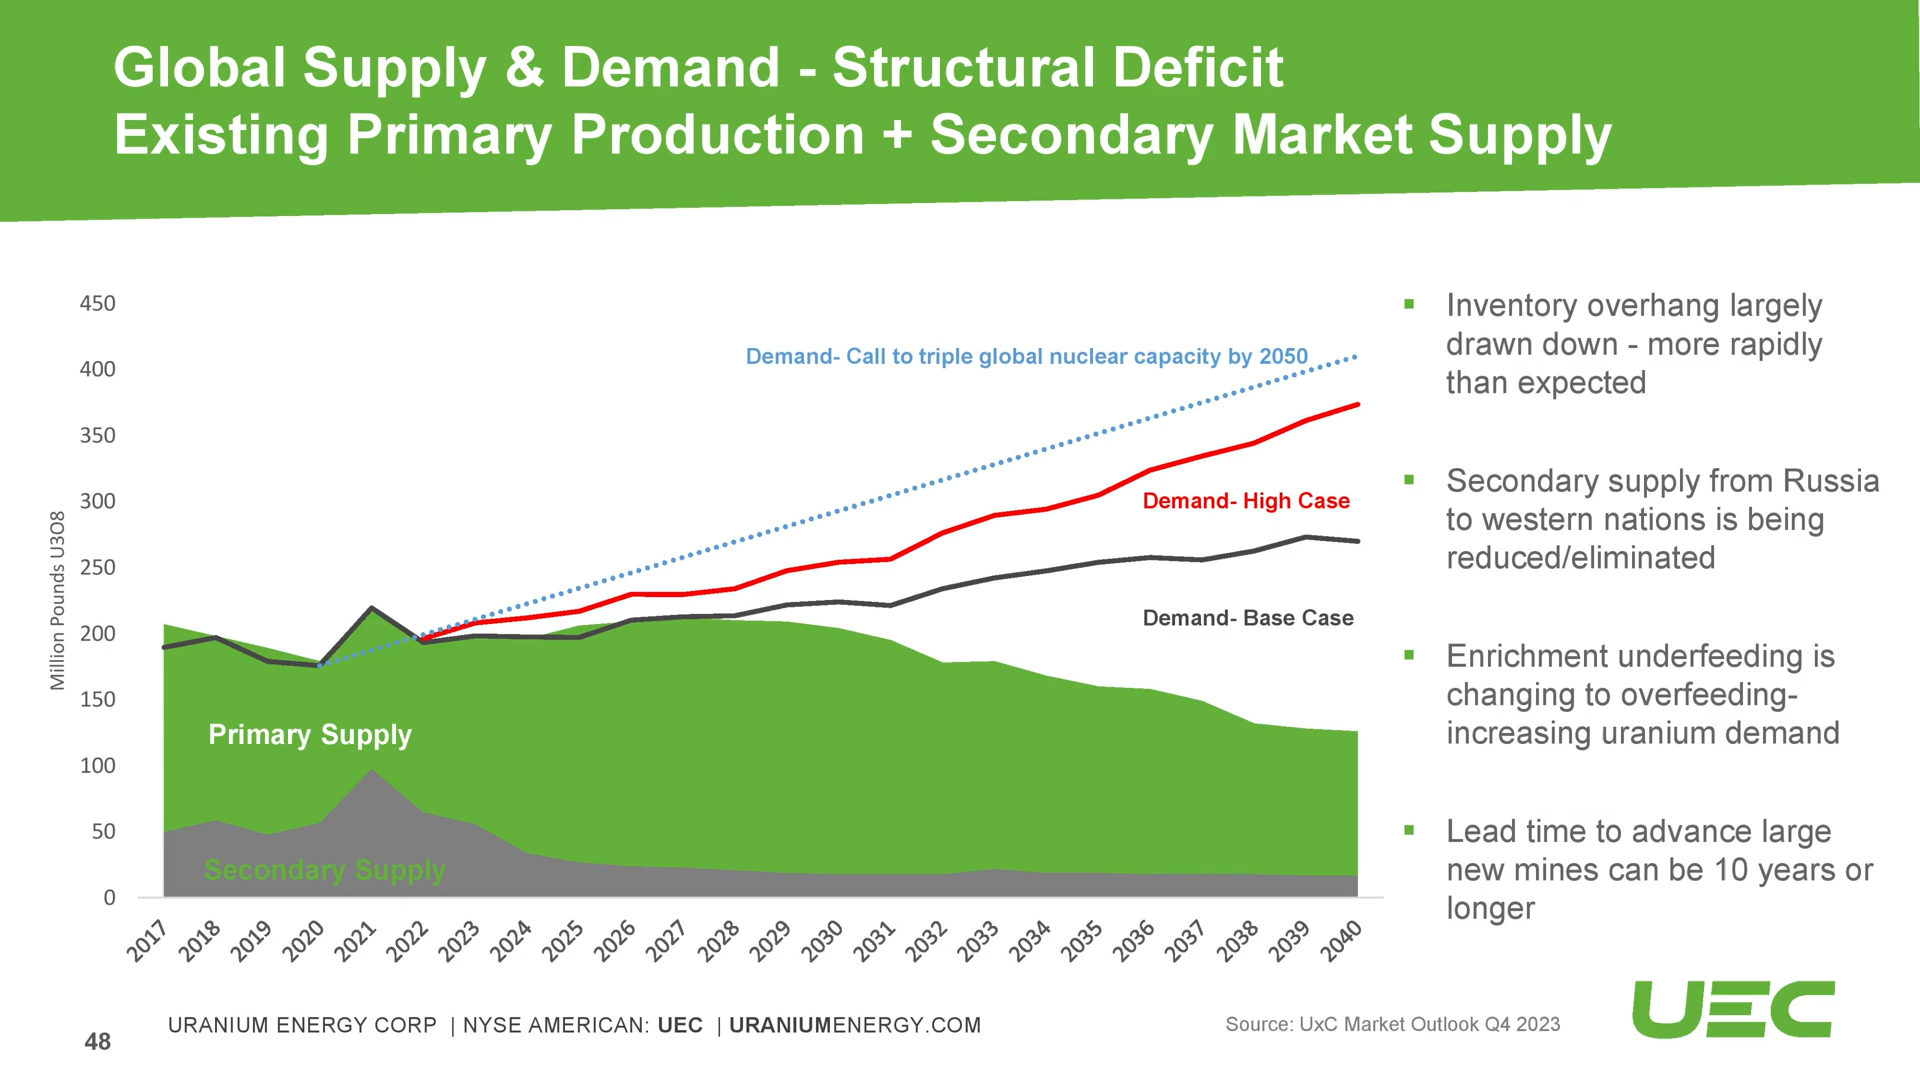 Global Supply & Demand - Structural Deficit
Existing Primary Production + Secondary Market Supply
450
400
350
300
250
200
150
100
50
0
Million Pounds U3O8
Demand- Call to triple global nuclear capacity by 2050
Demand- High Case
Demand- Base Case
Primary Supply
Secondary Supply
2017
2018
2019
2020
2021
2022
2023
2024
2025
2026
2027
2028
2029
2030
2031
2032
2033
2034
2035
2036
2037
2038
2039
2040
▪ Inventory overhang largely
drawn down - more rapidly
than expected
▪ Secondary supply from Russia
to western nations is being
reduced/eliminated
▪ Enrichment underfeeding is
changing to overfeeding-
increasing uranium demand
▪ Lead time to advance large
new mines can be 10 years or
longer
48
URANIUM ENERGY CORP | NYSE AMERICAN: UEC | URANIUMENERGY.COM
Source: UxC Market Outlook Q4 2023
UEC